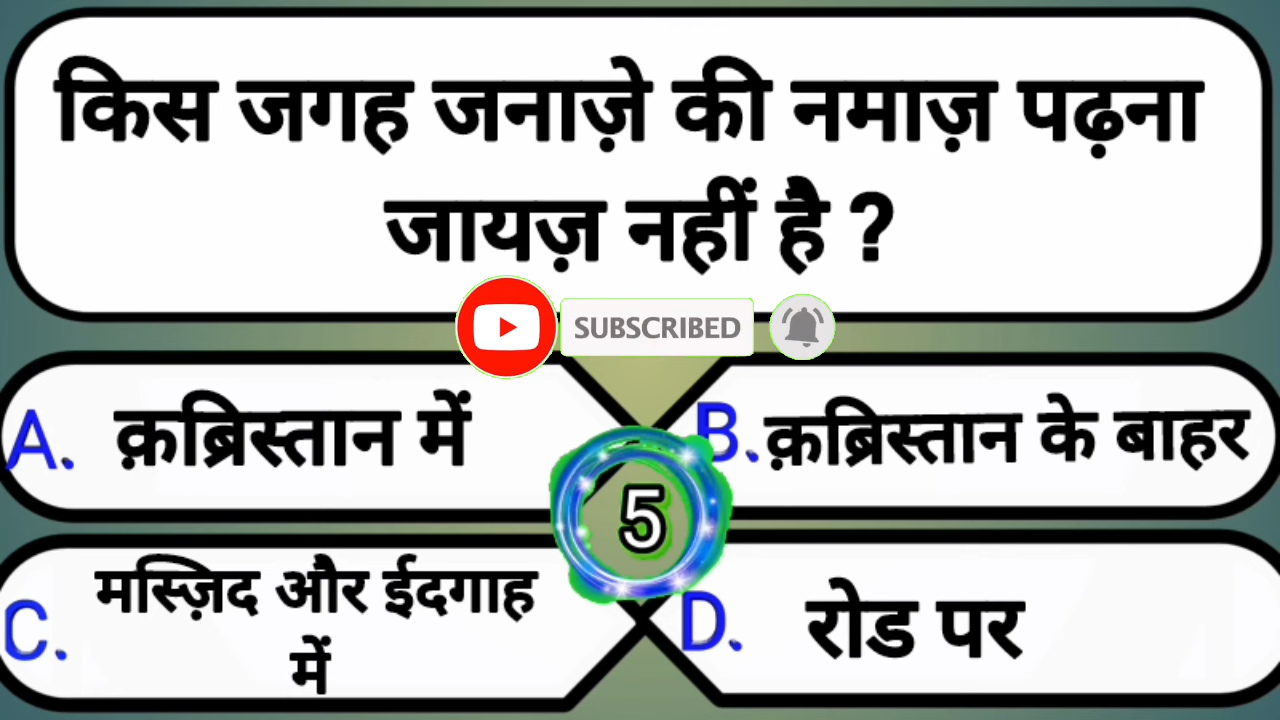 किस जगह जनाज़े की नमाज़ पढ़ना
जायज़ नहीं है ?
SUBSCRIBED
A. क़ब्रिस्तान में
B. क़ब्रिस्तान के बाहर
5
C. मस्ज़िद और ईदगाह
में
D. रोड पर